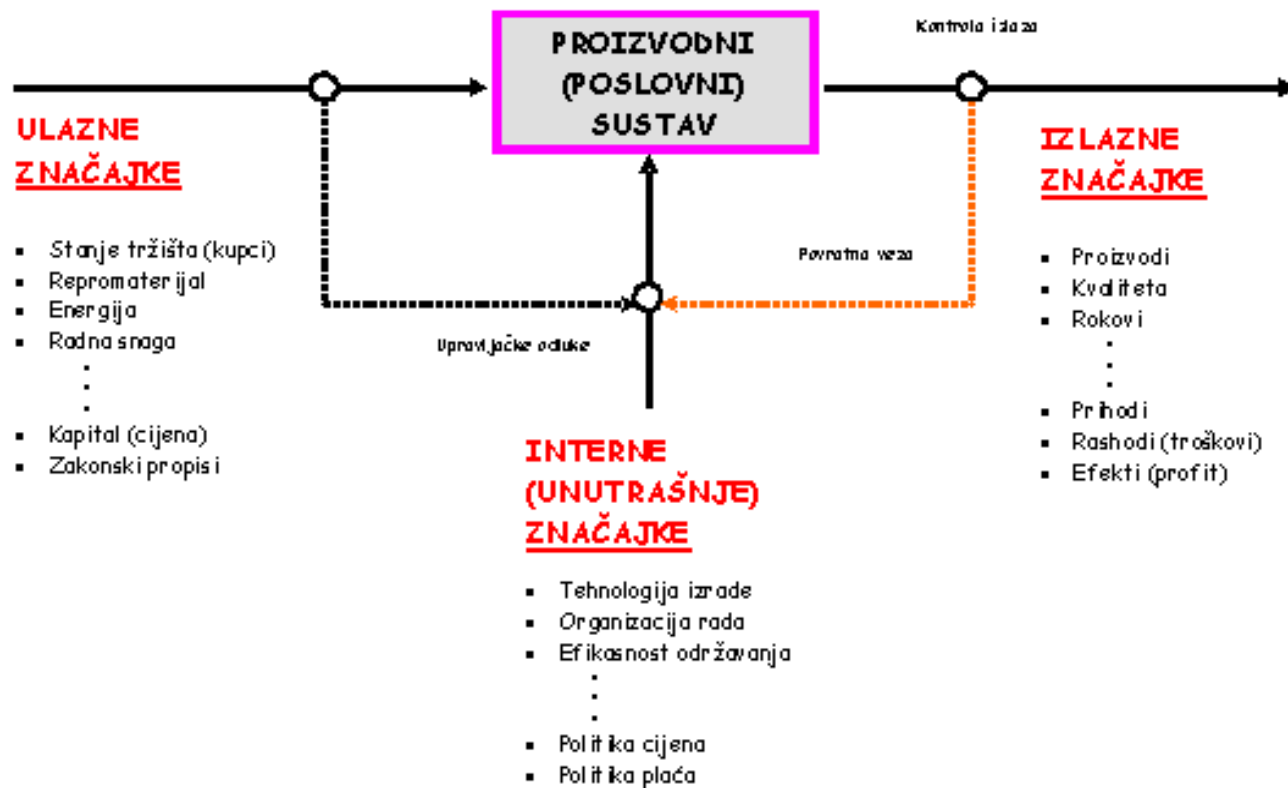 PROIZVODNI
(POSLOVNI)
SUSTAV
Kontrola izlaza
ULAZNE
ZNAČAJKE
Stanje tržišta (kupci)
Repromaterijal
Energija
Radna snaga
Kapital (cijena)
Zakonski propisi
Upravljačke odluke
Povratna veza
IZLAZNE
ZNAČAJKE
Proizvodi
Kvaliteta
Rokovi
Prihodi
Rashodi (troškovi)
Efekti (profit)
INTERNE
(UNUTRAŠNJE)
ZNAČAJKE
Tehnologija izrade
Organizacija rada
Efikasnost održavanja
Politika cijena
Politika plaća